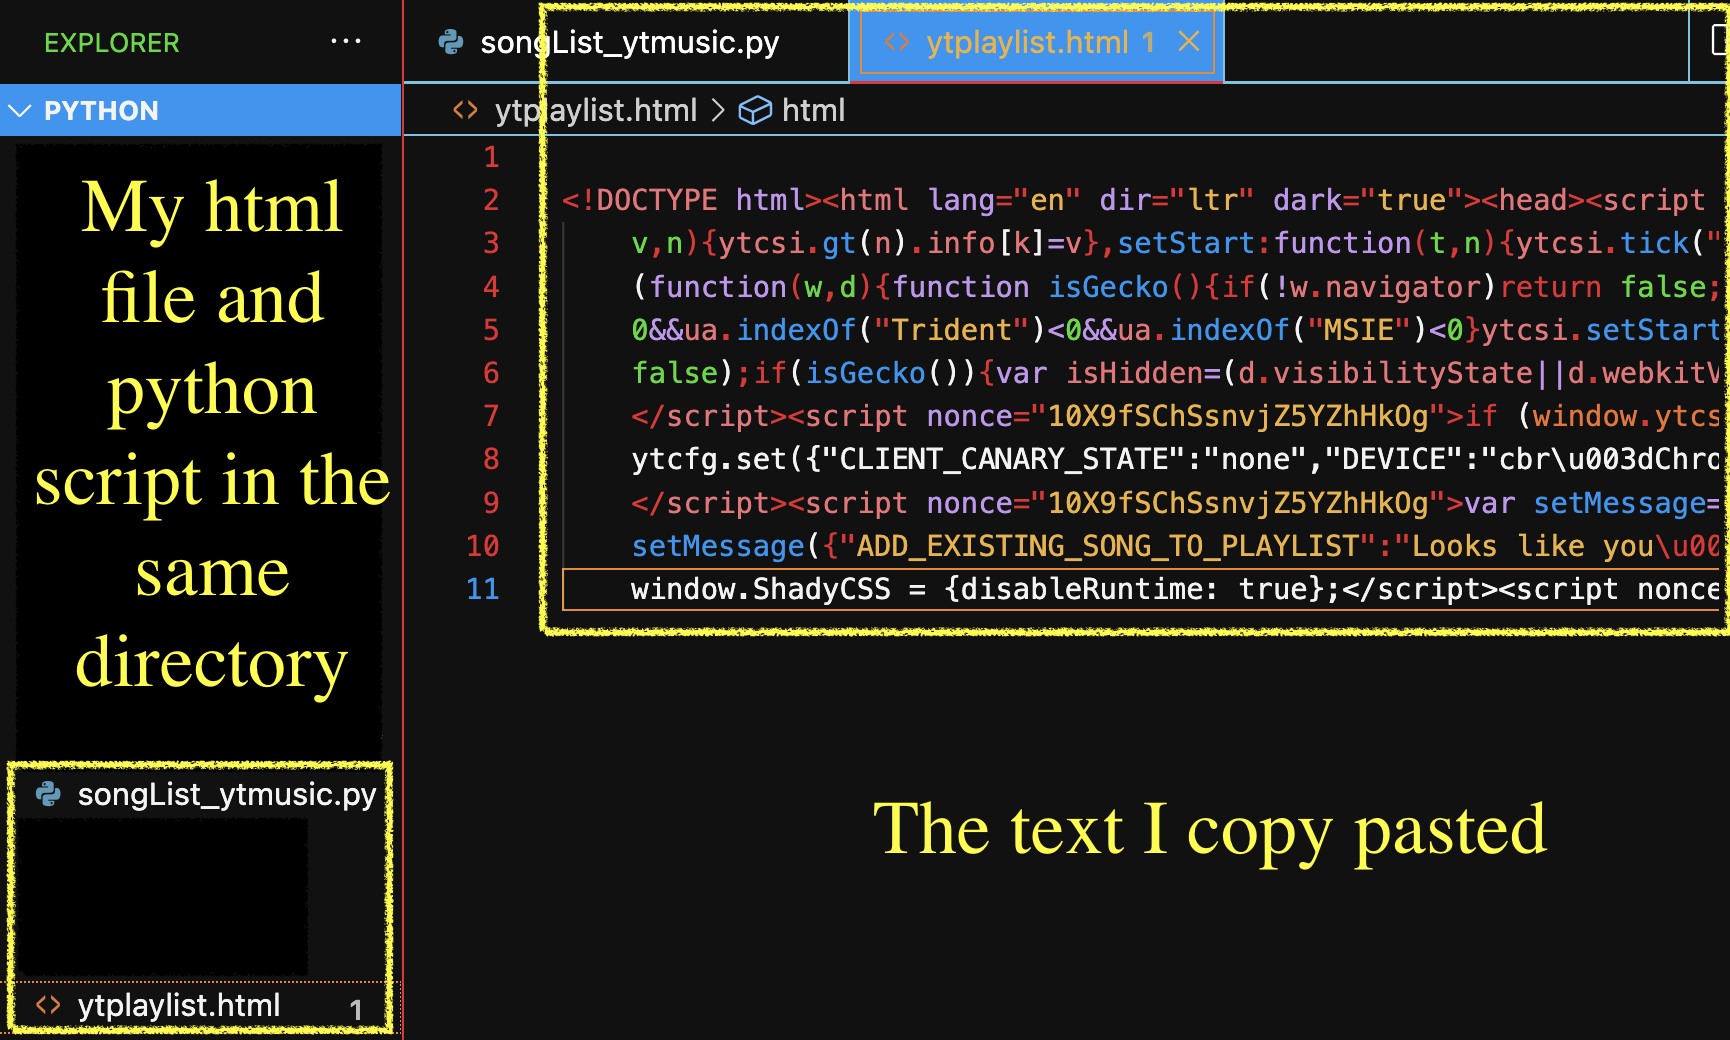 EXPLORER ...
songList_ytmusic.py
ytplaylist.html 1
PYTHON
ytplaylist.html > html
My html
file and
python
script in the
same
directory
songList_ytmusic.py
ytplaylist.html 1
1
2 <!DOCTYPE html><html lang="en" dir="ltr" dark="true"><head><script
3 v,n){ytcsi.gt(n).info[k]=v},setStart:function(t,n){ytcsi.tick("
4 (function(w,d){function isGecko(){if(!w.navigator)return false;
5 0&&ua.indexOf("Trident")<0&&ua.indexOf("MSIE")<0}ytcsi.setStart
6 false);if(isGecko()){var isHidden=(d.visibilityState||d.webkitV
7 </script><script nonce="10X9fSChSsnvjZ5YZhHkOg">if (window.ytcs
8 ytcfg.set({"CLIENT_CANARY_STATE":"none","DEVICE":"cbr\u003dChro
9 </script><script nonce="10X9fSChSsnvjZ5YZhHkOg">var setMessage=
10 setMessage({"ADD_EXISTING_SONG_TO_PLAYLIST":"Looks like you\u00
11 window.ShadyCSS = {disableRuntime: true};</script><script nonce
The text I copy pasted